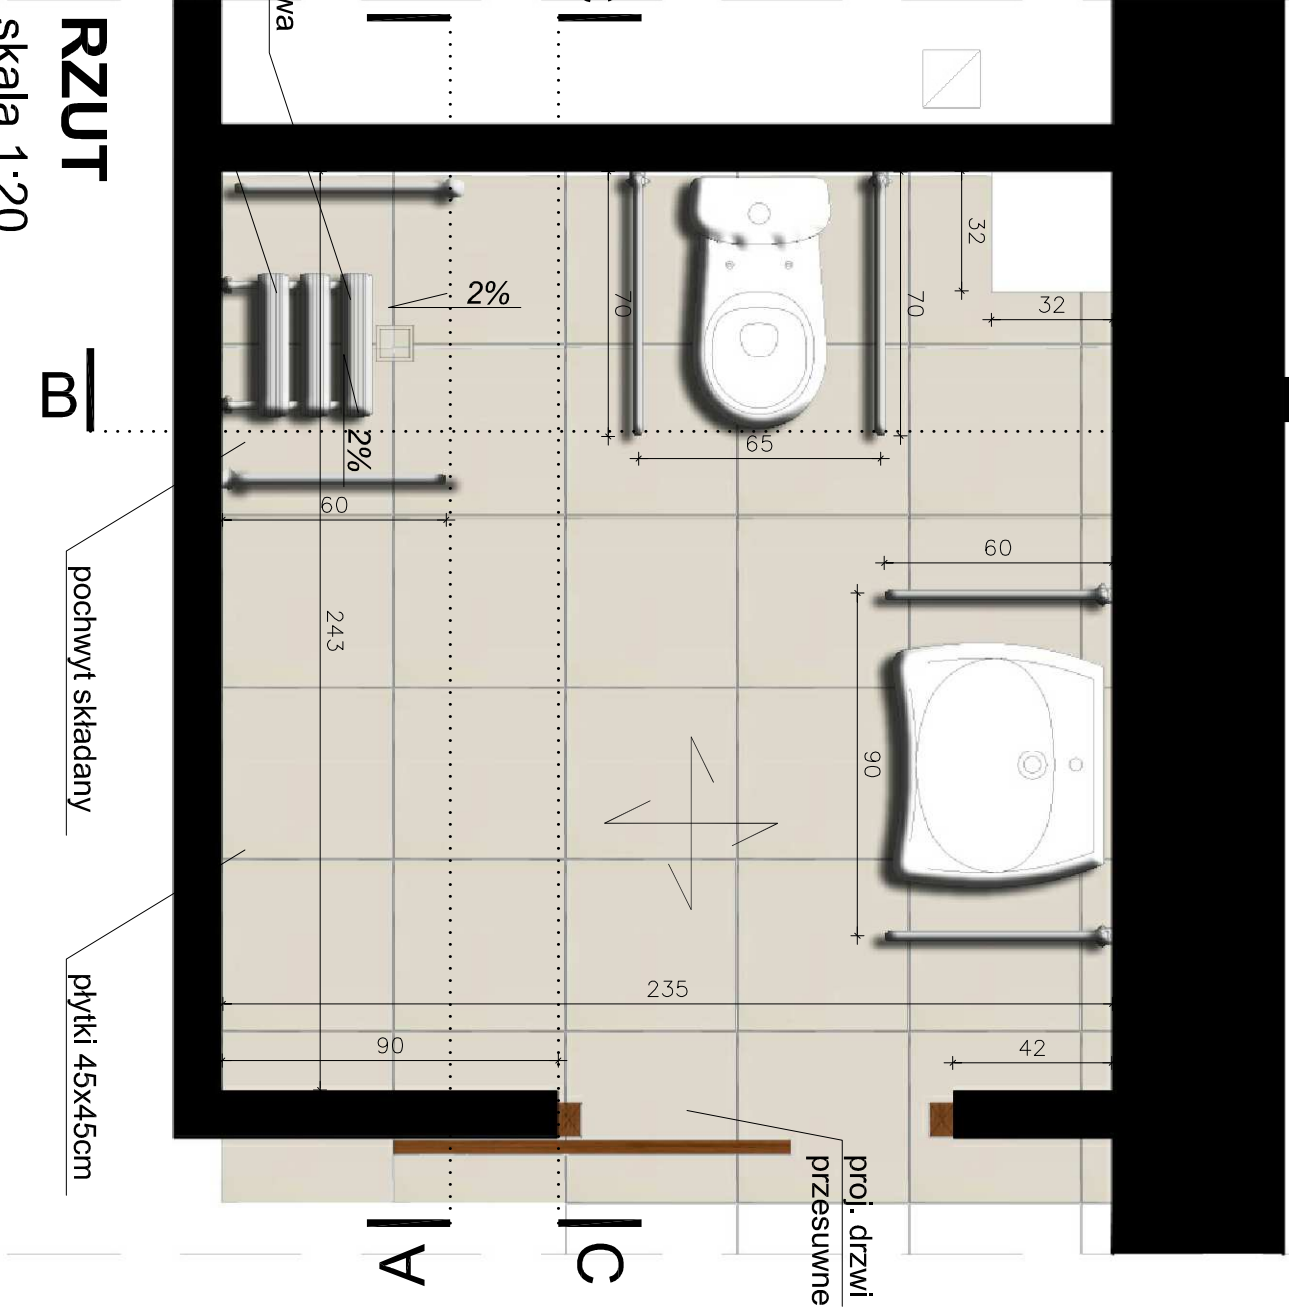 RZUT
skala 1:20
2%
32
32
70
70
65
B
2%
60
60
pochwyt składany
243
90
235
90
42
płytki 45x45cm
proj. drzwi
przesuwne
A
C